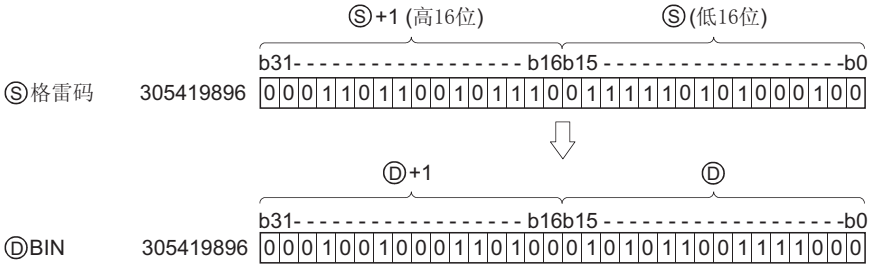 Ⓢ+1 (高16位) Ⓢ(低16位)
b31- - - - - - - - - - - - - - - - - b16 b15 - - - - - - - - - - - - - - - - - -b0
Ⓢ格雷码 305419896 0 0 0 1 1 0 1 1 0 0 1 0 1 1 1 0 0 1 1 1 1 1 0 1 0 1 0 0 0 1 0 0
Ⓓ+1 Ⓓ
b31- - - - - - - - - - - - - - - - - b16 b15 - - - - - - - - - - - - - - - - - -b0
ⒹBIN 305419896 0 0 0 1 0 0 1 0 0 0 1 1 0 1 0 0 0 1 0 1 0 1 1 0 0 1 1 1 1 0 0 0